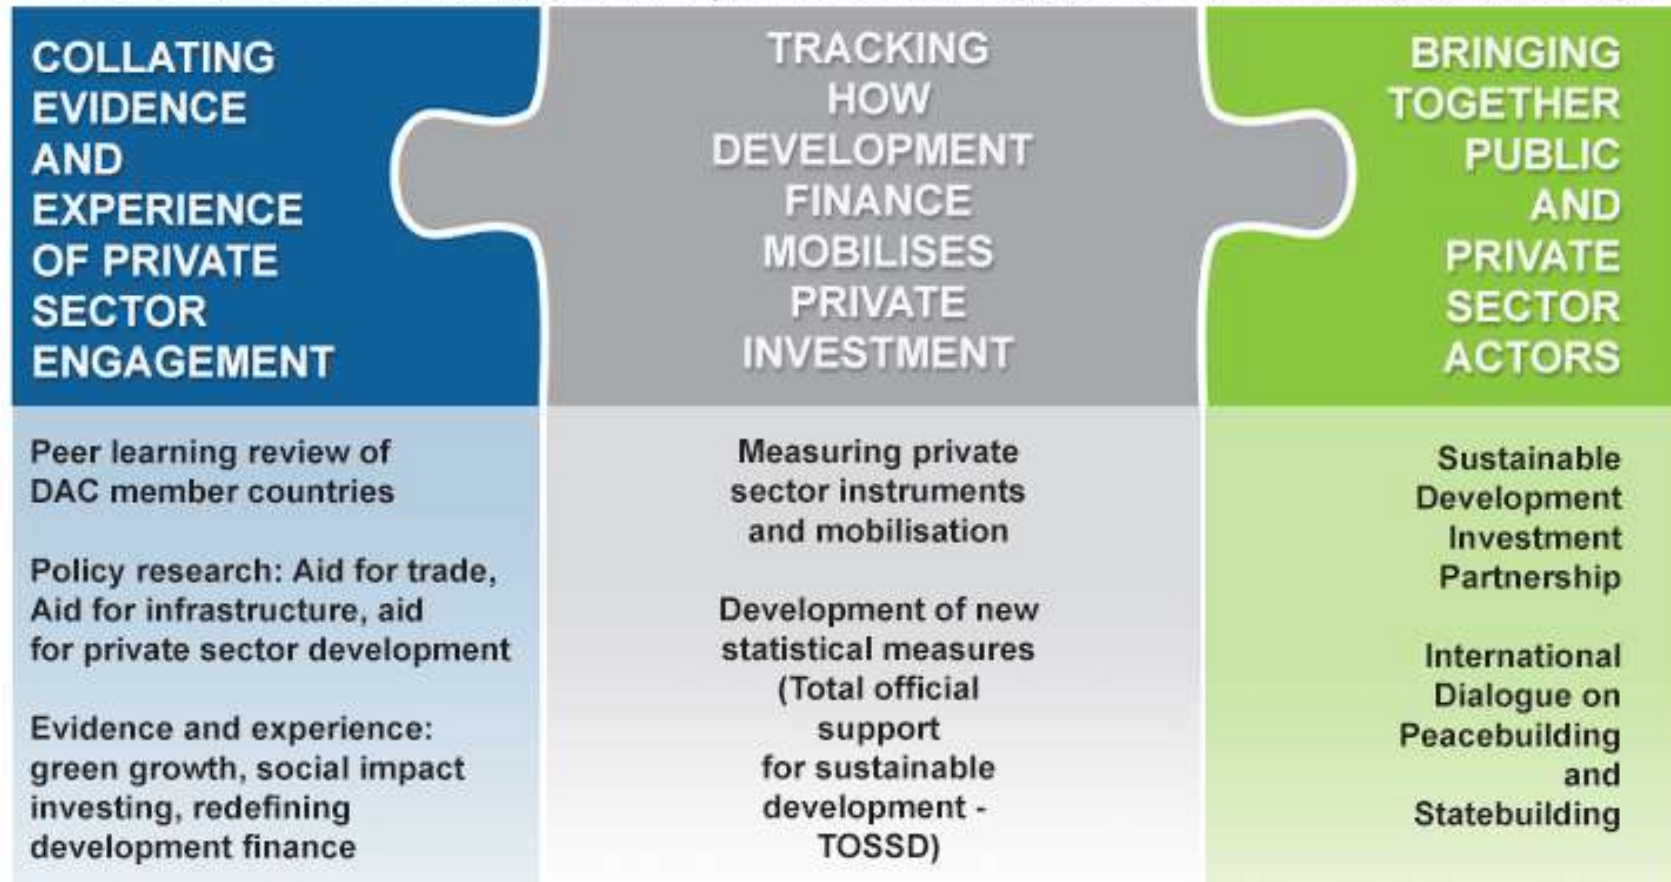 COLLATING
EVIDENCE
AND
EXPERIENCE
OF PRIVATE
SECTOR
ENGAGEMENT
Peer learning review of
DAC member countries
Policy research: Aid for trade,
Aid for infrastructure, aid
for private sector development
Evidence and experience:
green growth, social impact
investing, redefining
development finance
TRACKING
HOW
DEVELOPMENT
FINANCE
MOBILISES
PRIVATE
INVESTMENT
Measuring private
sector instruments
and mobilisation
Development of new
statistical measures
(Total official
support
for sustainable
development -
TOSSD)
BRINGING
TOGETHER
PUBLIC
AND
PRIVATE
SECTOR
ACTORS
Sustainable
Development
Investment
Partnership
International
Dialogue on
Peacebuilding
and
Statebuilding